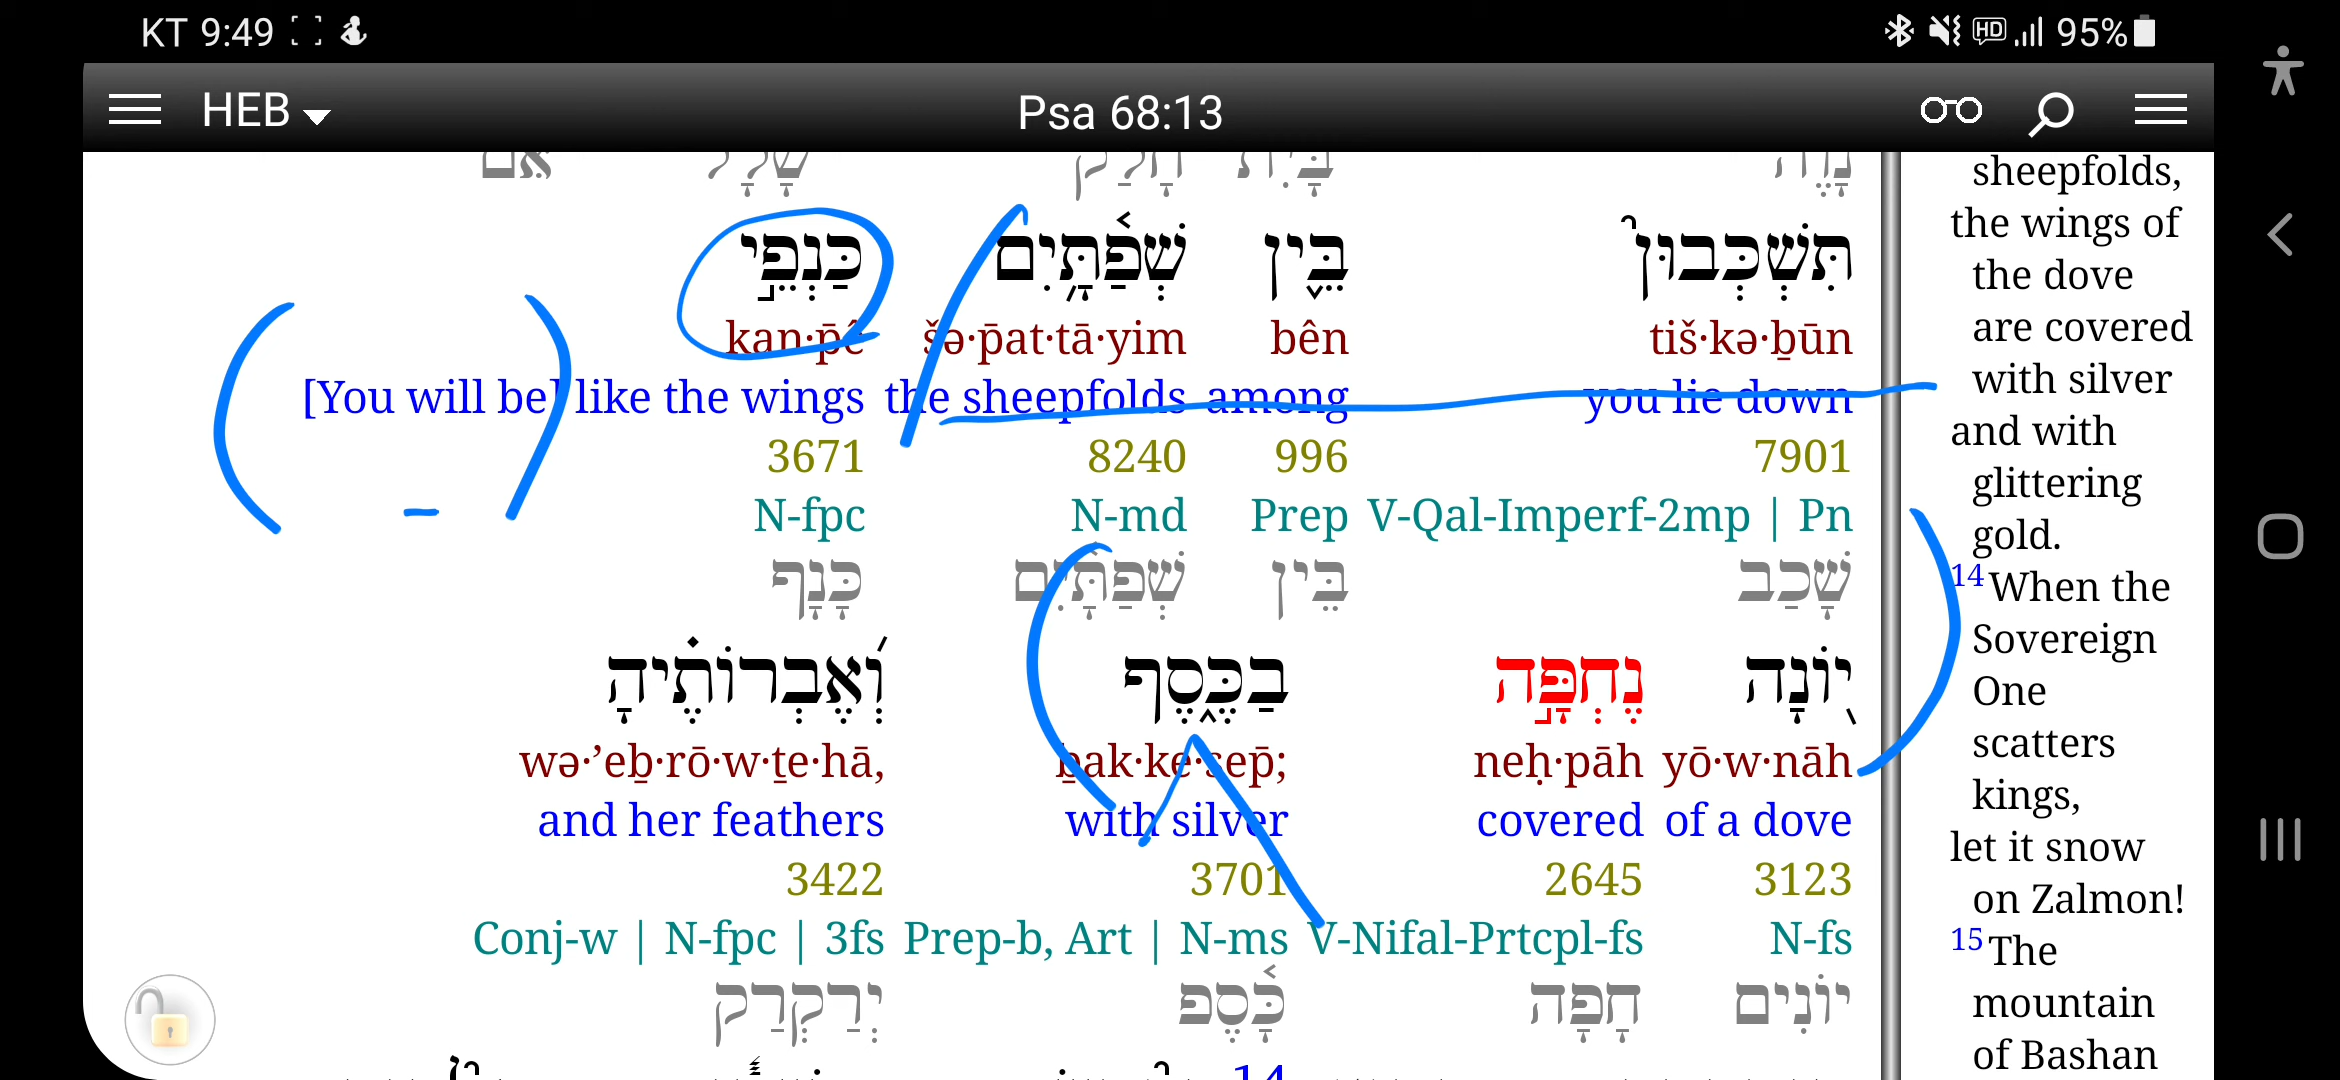 KT 9:49 95%
HEB Psa 68:13
תִּשְׁכְּבוּן֮ בֵּ֪ין שְׁפַ֫תָּ֥יִם כַּנְפֵ֣י
tiš·kə·ḇūn bên šə·p̄at·tā·yim kan·p̄ê
you lie down among the sheepfolds [You will be] like the wings
7901 996 8240 3671
V-Qal-Imperf-2mp | Pn Prep N-md N-fpc
שָׁכַב בֵּין שְׁפַתָּ֫יִם כָּנָף
י֭וֹנָה נֶחְפָּ֣ה בַכֶּ֑סֶף וְ֝אֶבְרוֹתֶ֗יהָ
yō·w·nāh neḥ·pāh ḇak·ke·sep̄; wə·’eḇ·rō·w·ṯe·hā,
of a dove covered with silver and her feathers
3123 2645 3701 3422
N-fs V-Nifal-Prtcpl-fs Prep-b, Art | N-ms Conj-w | N-fpc | 3fs
יוֹנִים חָפָה כָּ֫סֶפ יְרַקְרַק
14
sheepfolds,
the wings of
the dove
are covered
with silver
and with
glittering
gold.
14When the
Sovereign
One
scatters
kings,
let it snow
on Zalmon!
15The
mountain
of Bashan